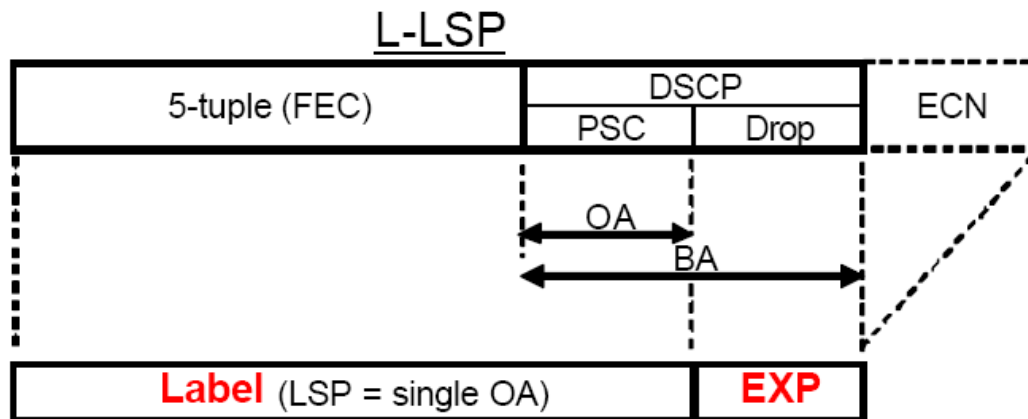 L-LSP
5-tuple (FEC)
DSCP
PSC
Drop
ECN
OA
BA
Label (LSP = single OA)
EXP